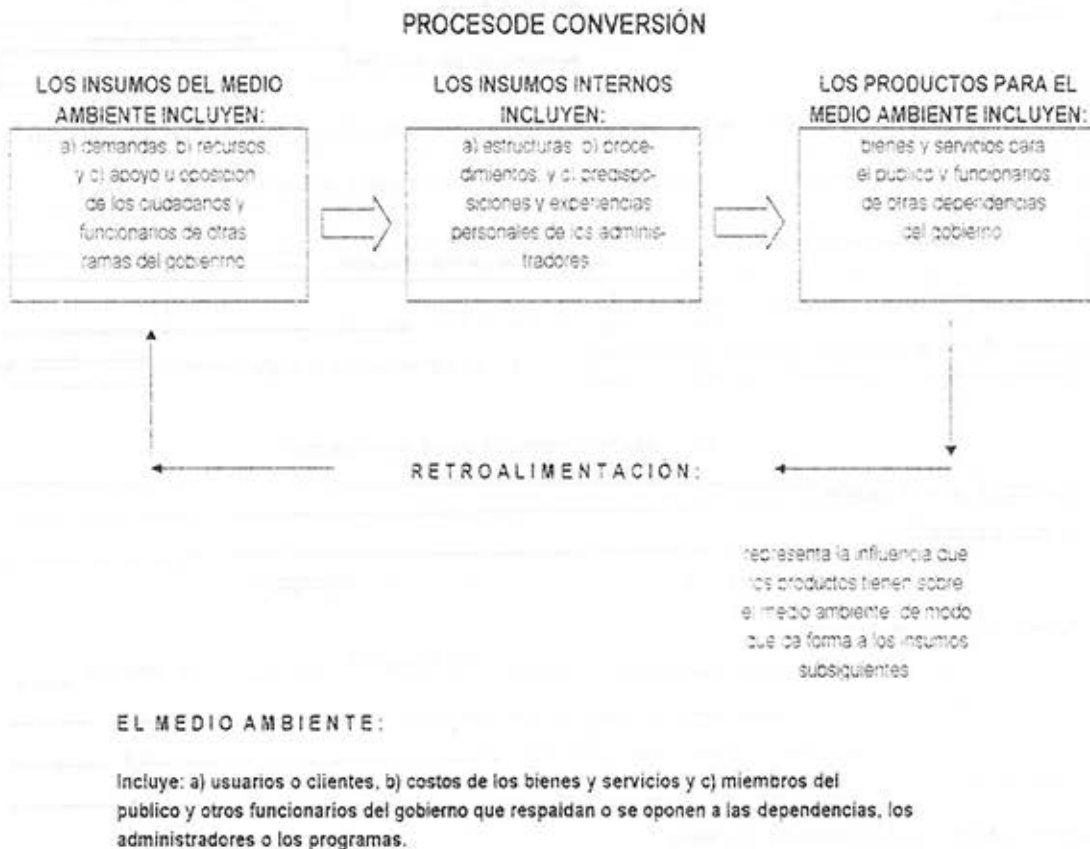 PROCESODE CONVERSIÓN
LOS INSUMOS DEL MEDIO
AMBIENTE INCLUYEN:
a) demandas, b) recursos,
y c) apoyo u oposición
de los ciudadanos y
funcionarios de otras
ramas del gobierno
LOS INSUMOS INTERNOS
INCLUYEN:
a) estructuras, b) proce-
dimientos, y c) predispo-
siciones y experiencias
personales de los adminis-
tradores
LOS PRODUCTOS PARA EL
MEDIO AMBIENTE INCLUYEN:
bienes y servicios para
el publico y funcionarios
de otras dependencias
del gobierno
RETROALIMENTACIÓN:
representa la influencia que
los productos tienen sobre
el medio ambiente, de modo
que da forma a los insumos
subsiguientes
EL MEDIO AMBIENTE:
Incluye: a) usuarios o clientes, b) costos de los bienes y servicios y c) miembros del
publico y otros funcionarios del gobierno que respaldan o se oponen a las dependencias, los
administradores o los programas.